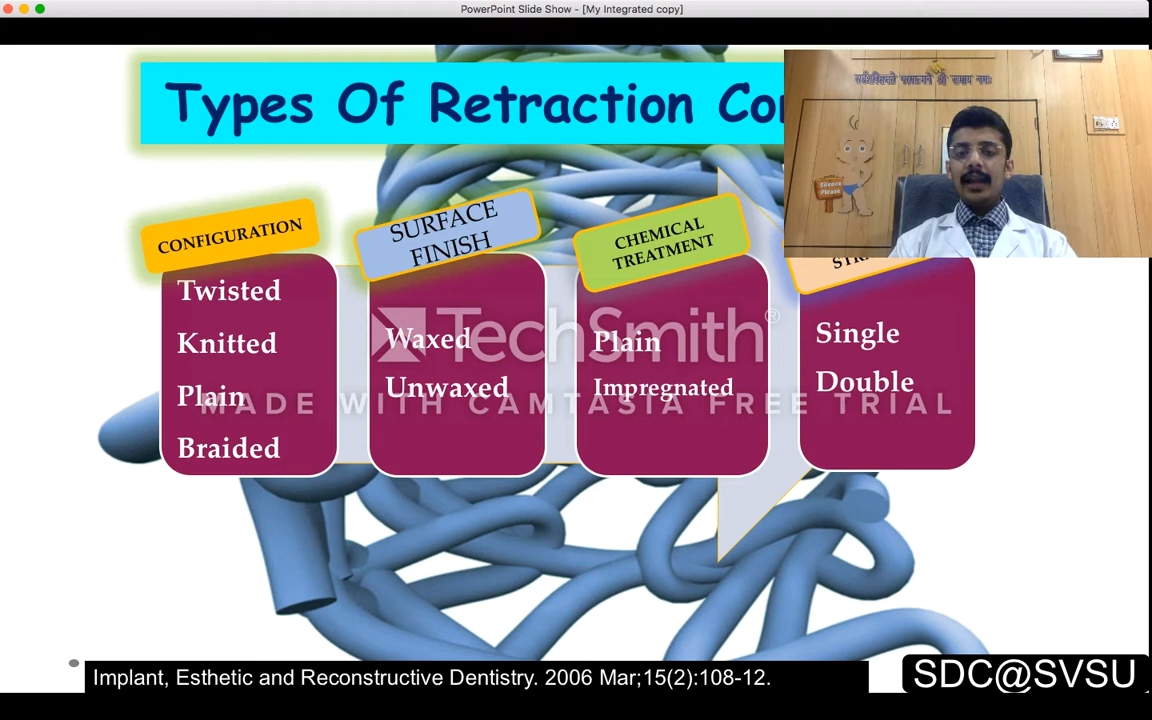 PowerPoint Slide Show - [My Integrated copy]
Types Of Retraction
Silence
Please
CONFIGURATION
SURFACE
FINISH
CHEMICAL
TREATMENT
Twisted
Knitted
Plain
Braided
Waxed
Unwaxed
Plain
Impregnated
Single
Double
TechSmith®
MADE WITH CAMTASIA FREE TRIAL
Implant, Esthetic and Reconstructive Dentistry. 2006 Mar;15(2):108-12.
SDC@SVSU